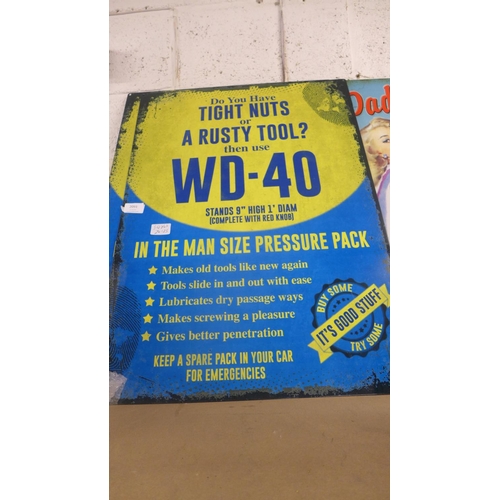 Do You Have
TIGHT NUTS
or
A RUSTY TOOL?
then use
WD-40
STANDS 9" HIGH 1' DIAM
(COMPLETE WITH RED KNOB)
IN THE MAN SIZE PRESSURE PACK
★ Makes old tools like new again
★ Tools slide in and out with ease
★ Lubricates dry passage ways
★ Makes screwing a pleasure
★ Gives better penetration
KEEP A SPARE PACK IN YOUR CAR
FOR EMERGENCIES
BUY SOME
IT'S GOOD STUFF
TRY SOME
Dad